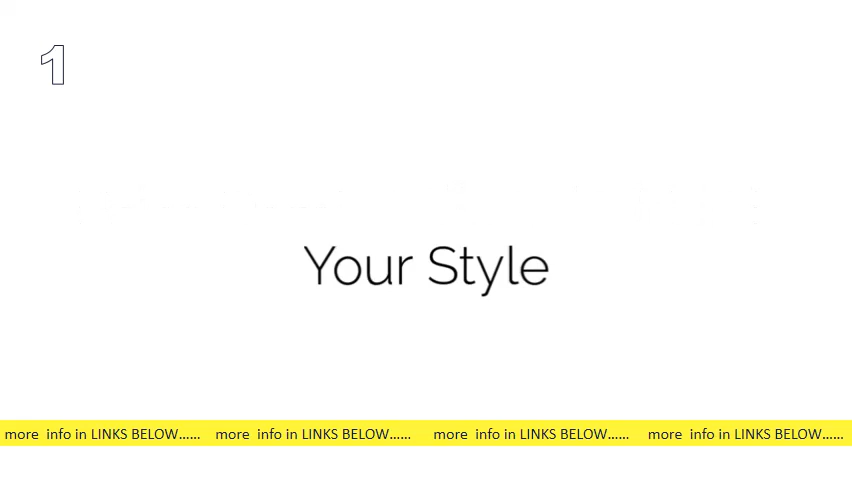 1
Your Style
more info in LINKS BELOW...... more info in LINKS BELOW...... more info in LINKS BELOW...... more info in LINKS BELOW......